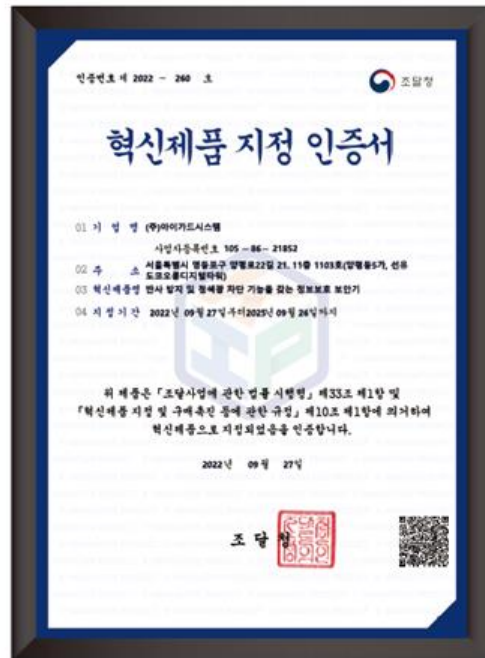 인증번호 제 2022 - 260 호
조달청
혁신제품 지정 인증서
01 기 업 명 (주)아이가드시스템
사업자등록번호 105 - 86 - 21852
02 주 소 서울특별시 영등포구 양평로22길 21, 11층 1103호(양평동5가, 선유
도코오롱디지털타워)
03 혁신제품명 반사 방지 및 청색광 차단 기능을 갖는 정보보호 보안기
04 지정기간 2022년 09월 27일부터 2025년 09월 26일까지
위 제품은 「조달사업에 관한 법률 시행령」 제33조 제1항 및
「혁신제품 지정 및 구매촉진 등에 관한 규정」 제10조 제1항에 의거하여
혁신제품으로 지정되었음을 인증합니다.
2022년 09월 27일
조 달 청